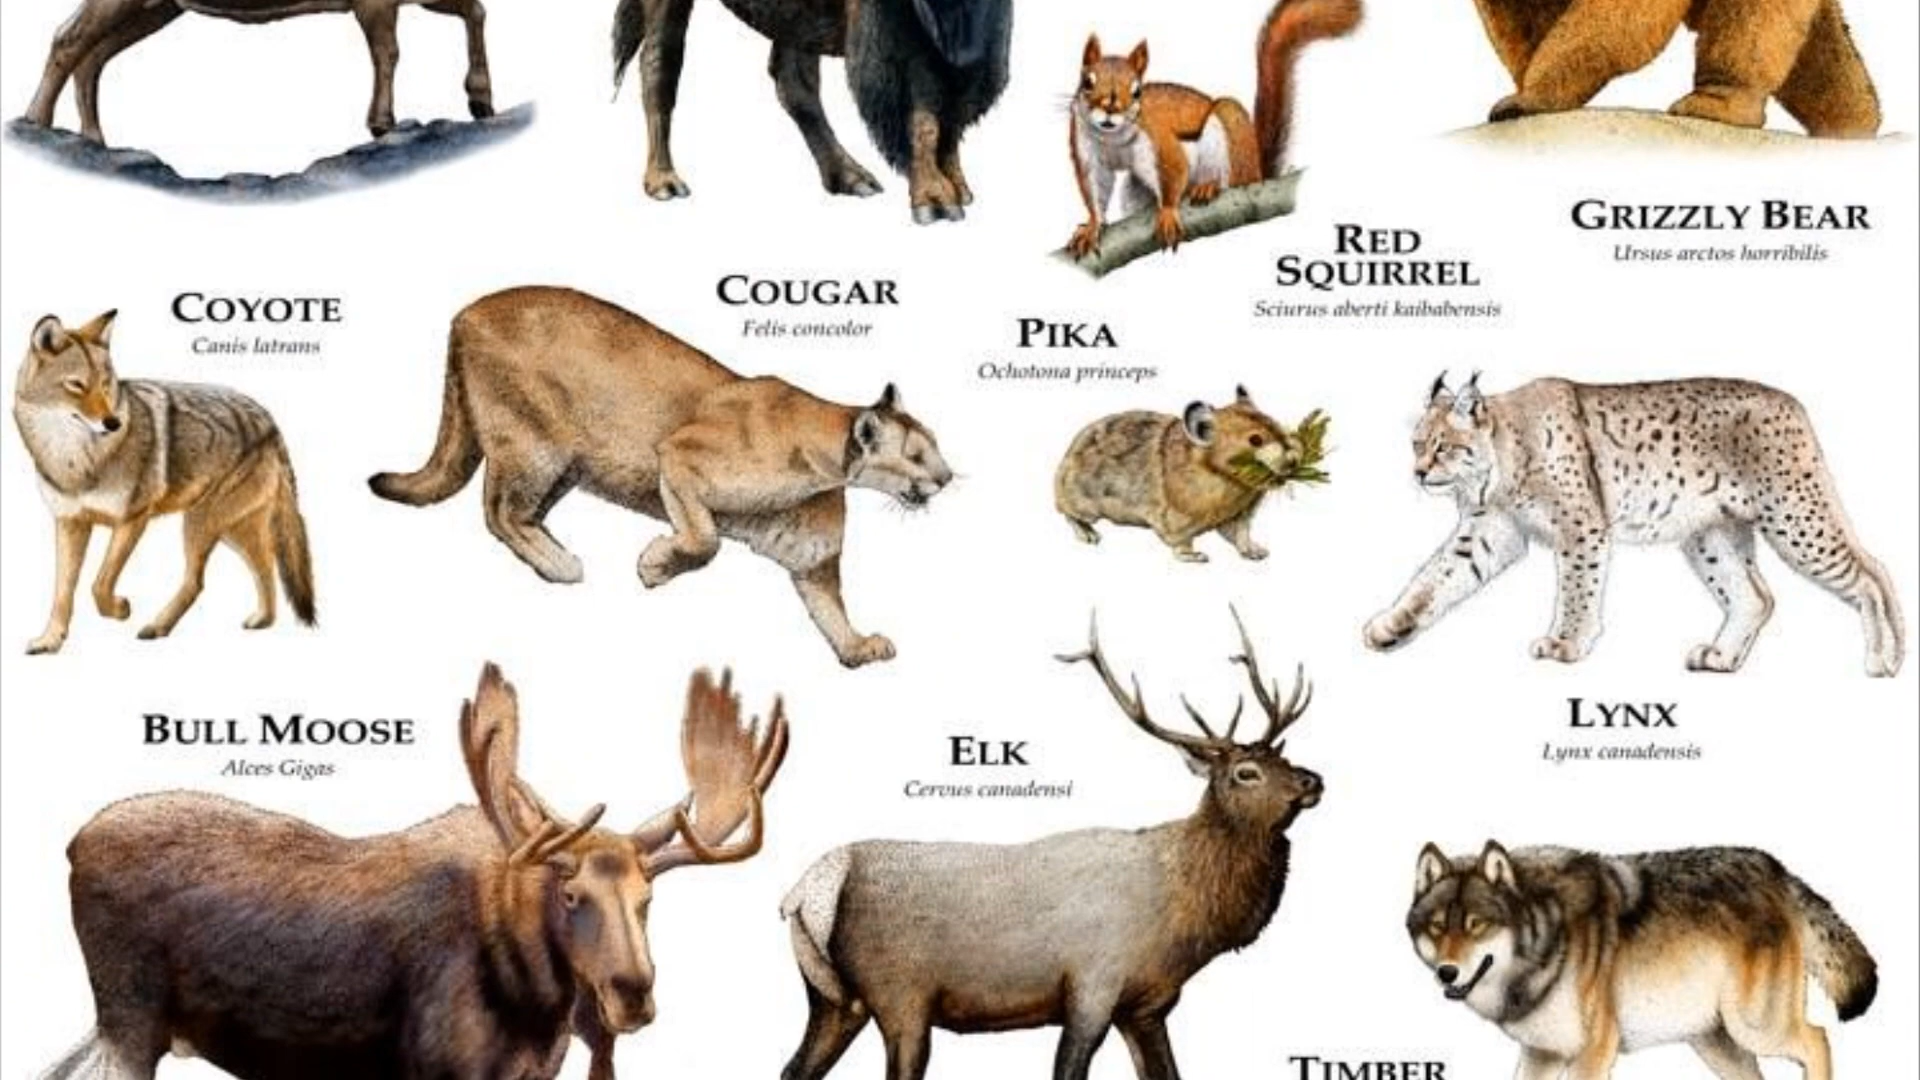 GRIZZLY BEAR
Ursus arctos horribilis
RED
SQUIRREL
Sciurus aberti kaibabensis
COUGAR
Felis concolor
COYOTE
Canis latrans
PIKA
Ochotona princeps
LYNX
Lynx canadensis
BULL MOOSE
Alces Gigas
ELK
Cervus canadensi
TIMBER